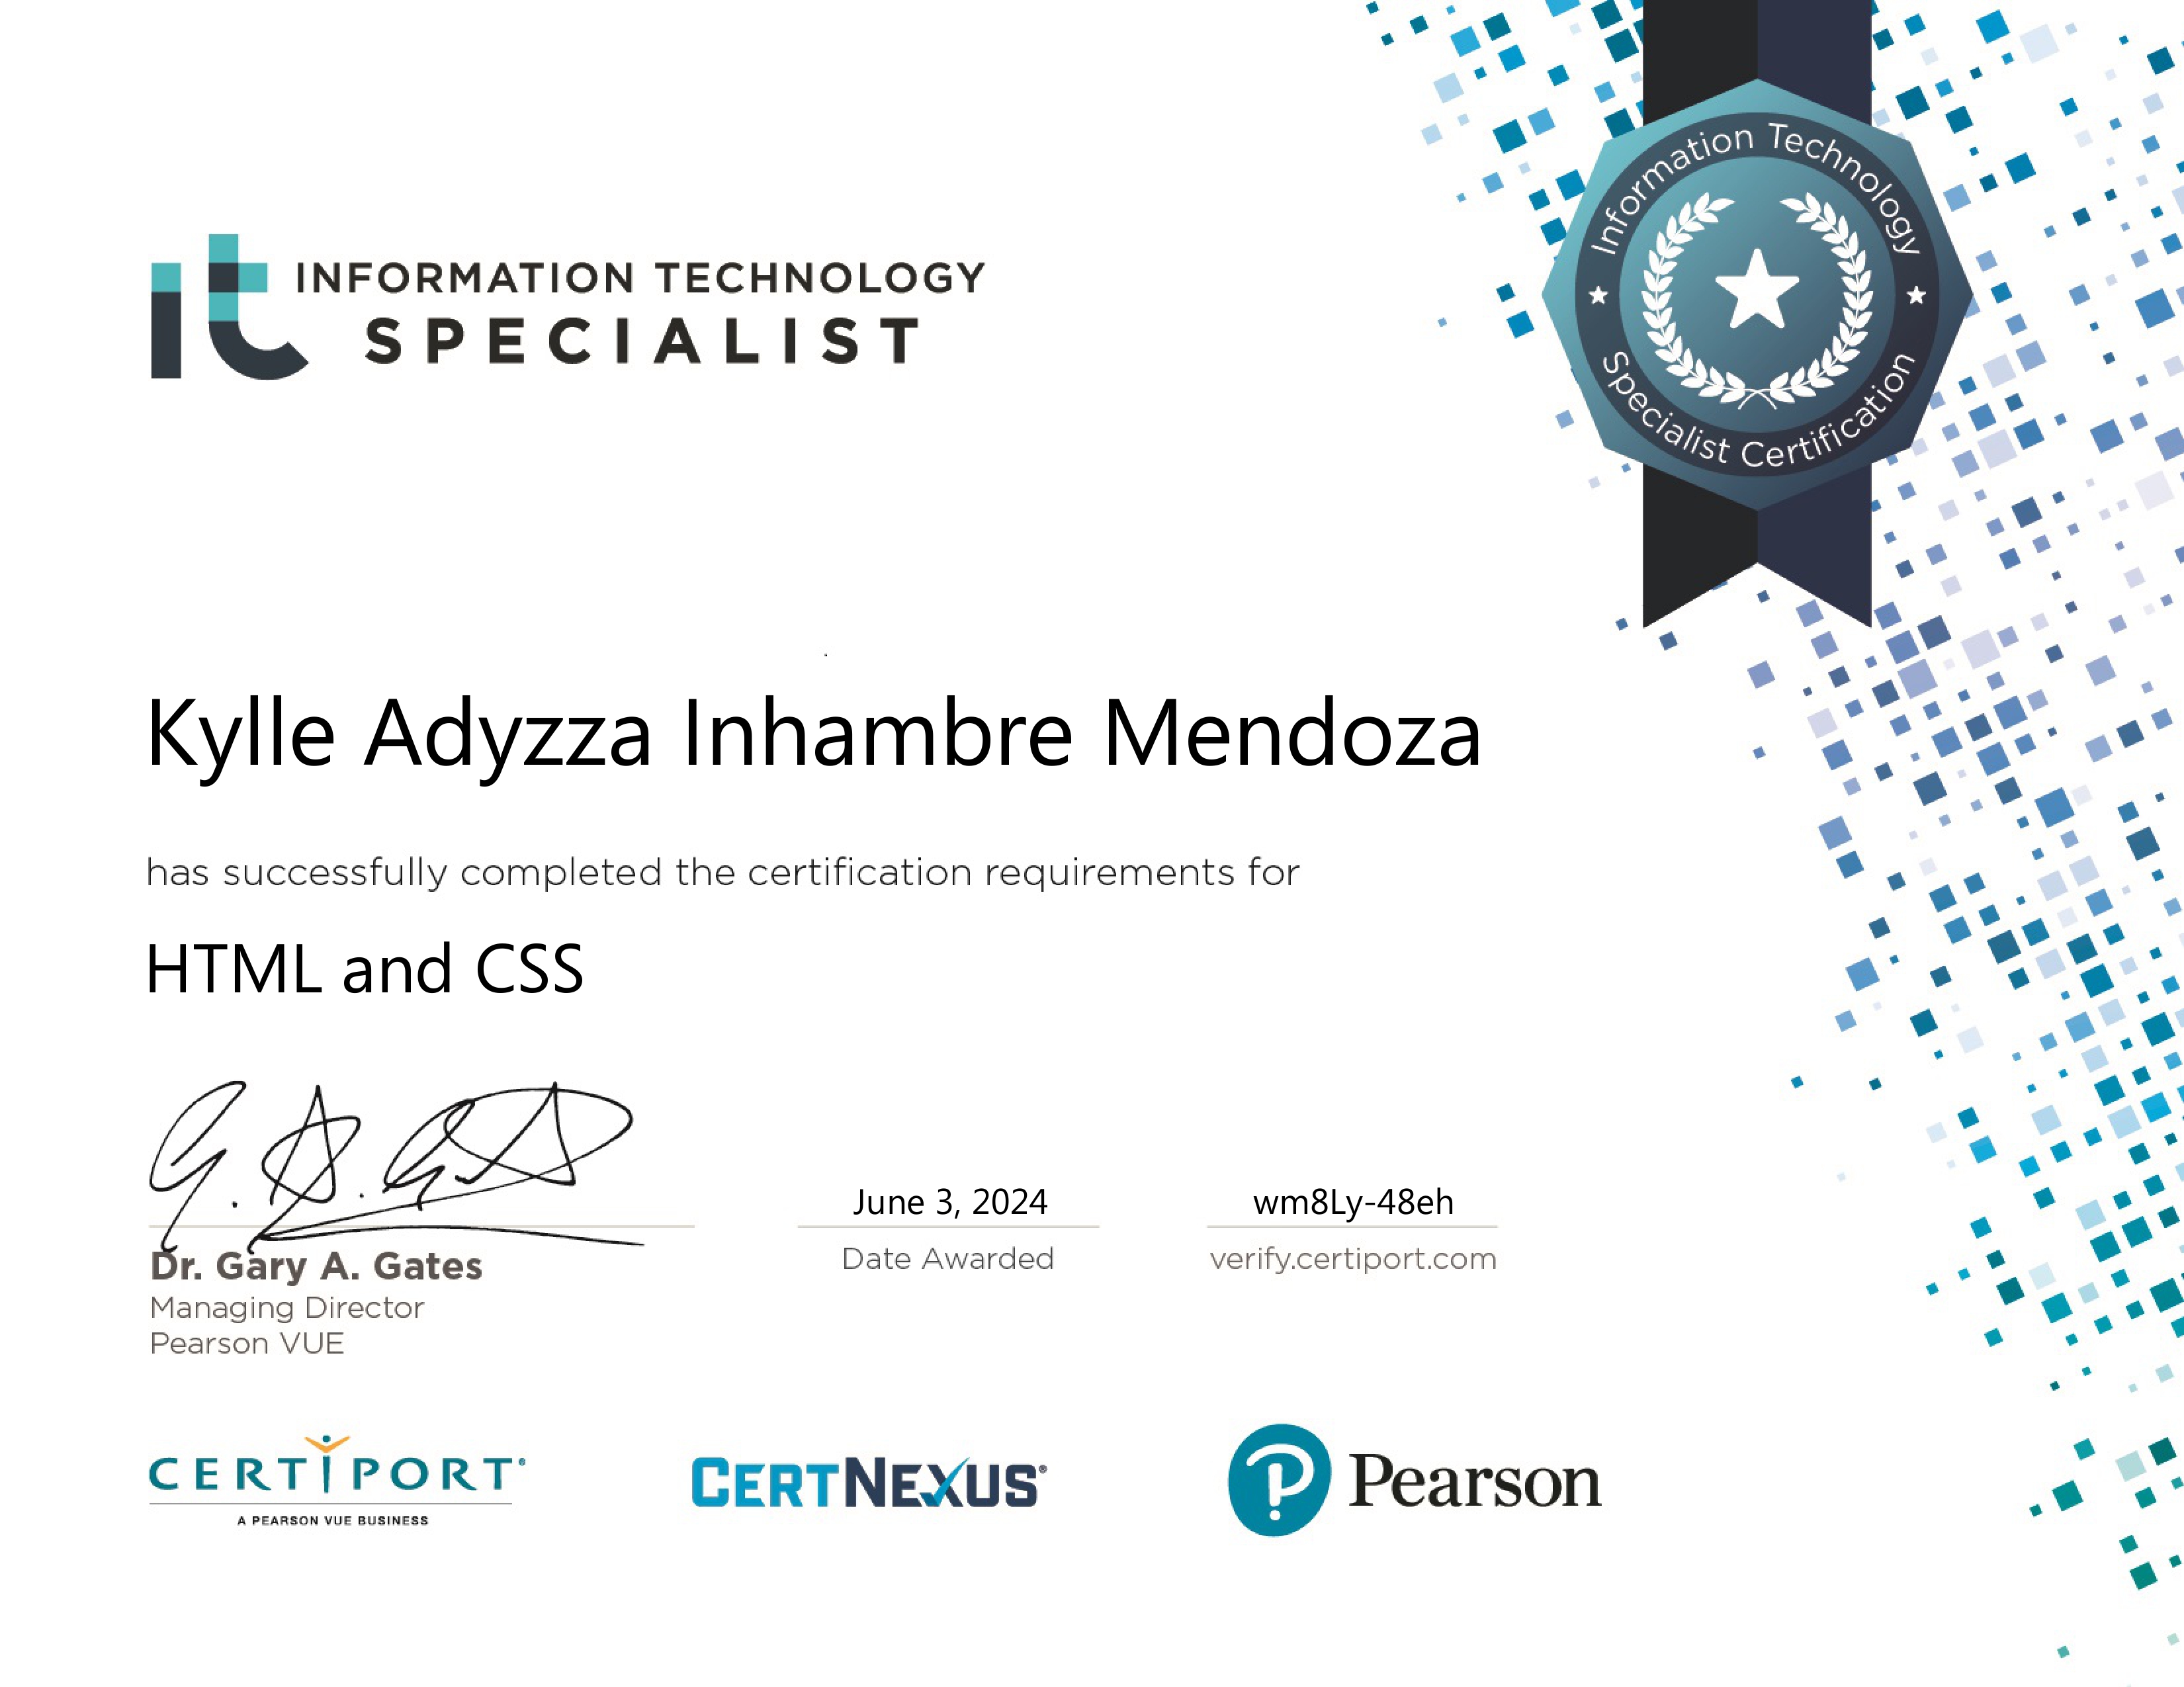 it INFORMATION TECHNOLOGY
SPECIALIST
Information Technology
Specialist Certification
Kylle Adyzza Inhambre Mendoza
has successfully completed the certification requirements for
HTML and CSS
June 3, 2024
wm8Ly-48eh
Dr. Gary A. Gates
Date Awarded
verify.certiport.com
Managing Director
Pearson VUE
CERTIPORT®
A PEARSON VUE BUSINESS
CERTNEXUS®
P Pearson